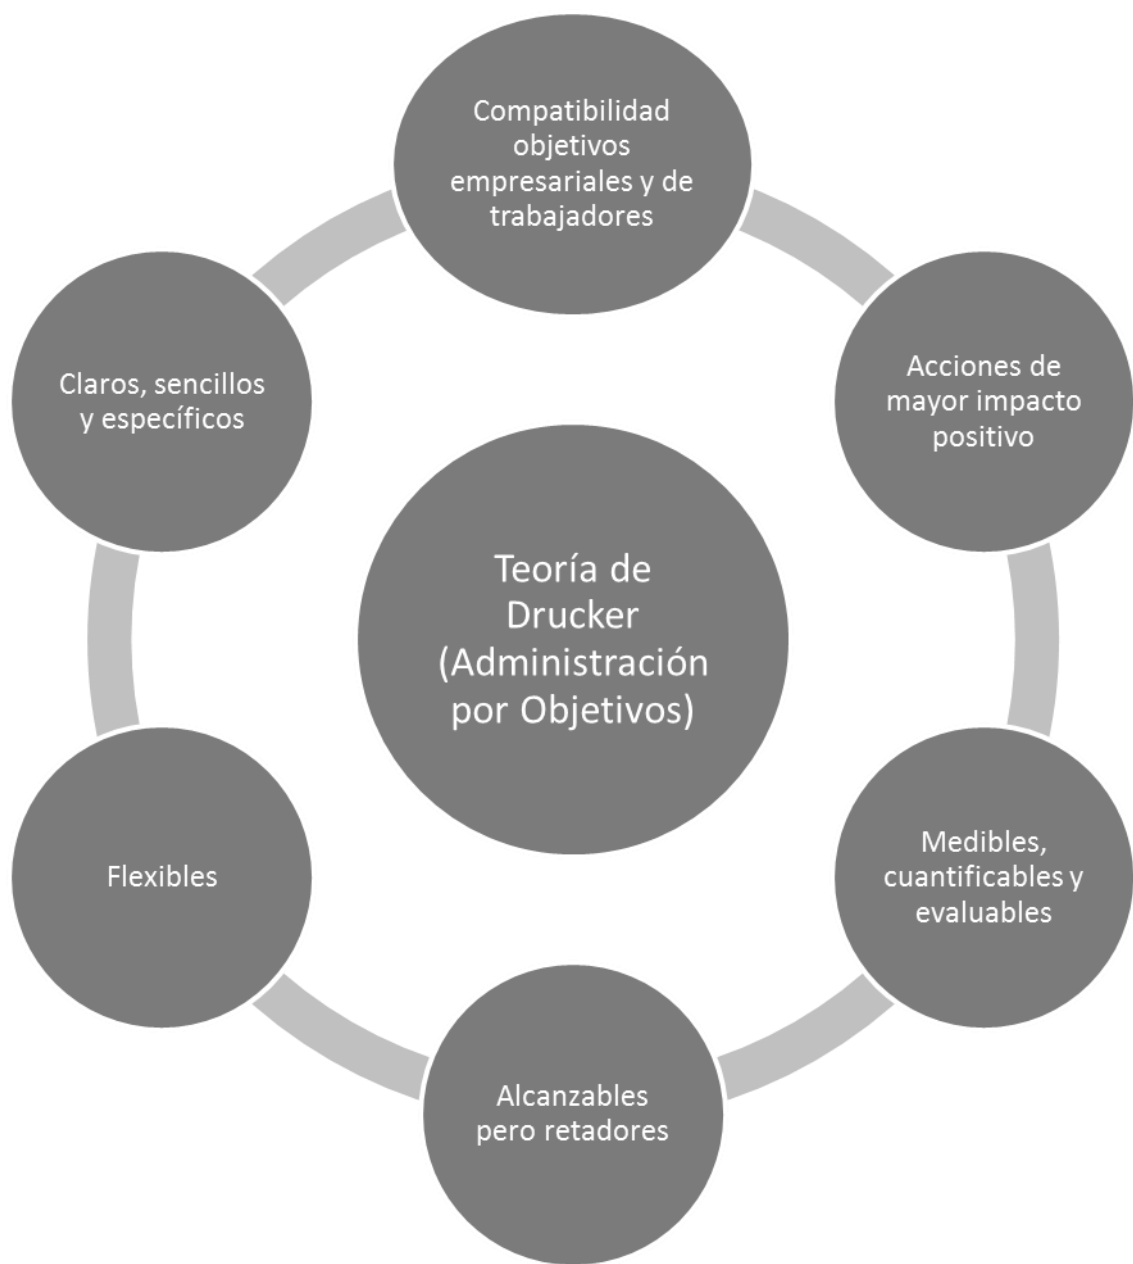 Compatibilidad
objetivos
empresariales y de
trabajadores
Acciones de
mayor impacto
positivo
Medibles,
cuantificables y
evaluables
Alcanzables
pero retadores
Flexibles
Claros, sencillos
y específicos
Teoría de
Drucker
(Administración
por Objetivos)